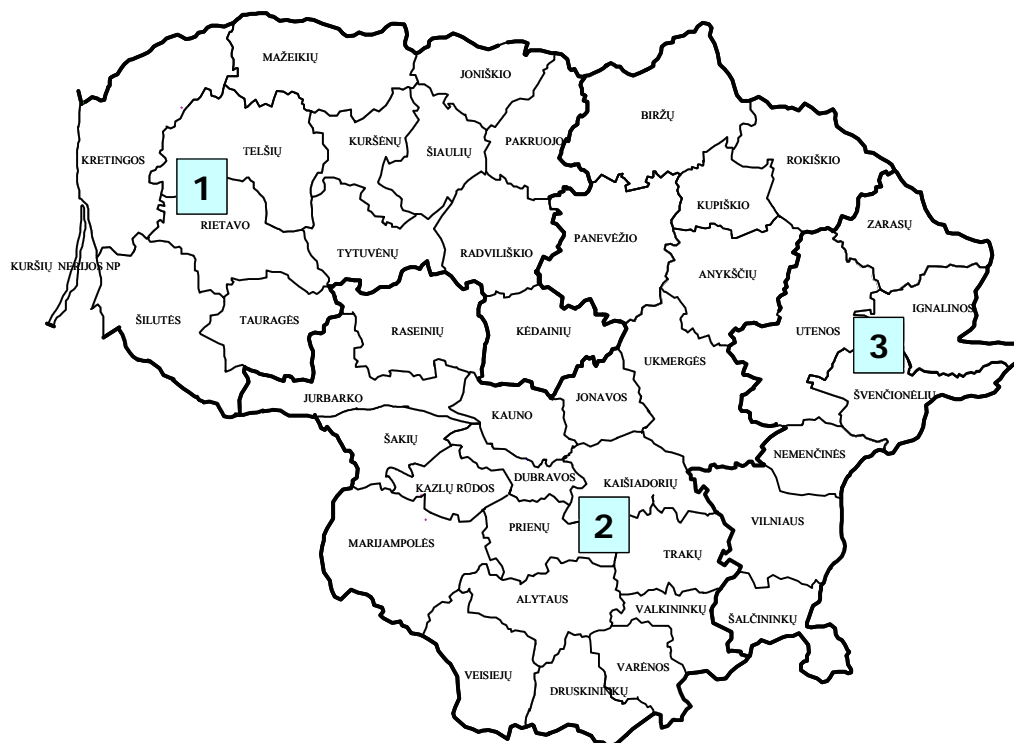 MAŽEIKIŲ
JONIŠKIO
BIRŽŲ
KURŠĖNŲ
PAKRUOJO
TELŠIŲ
ŠIAULIŲ
KRETINGOS
ROKIŠKIO
1
KUPIŠKIO
RIETAVO
ZARASŲ
PANEVĖŽIO
TYTUVĖNŲ
RADVILIŠKIO
KURŠIŲ NERIJOS NP
ANYKŠČIŲ
IGNALINOS
ŠILUTĖS
TAURAGĖS
RASEINIŲ
KĖDAINIŲ
UTENOS
3
UKMERGĖS
ŠVENČIONĖLIŲ
JURBARKO
JONAVOS
KAUNO
ŠAKIŲ
NEMENČINĖS
DUBRAVOS
KAIŠIADORIŲ
KAZLŲ RŪDOS
VILNIAUS
PRIENŲ
2
MARIJAMPOLĖS
TRAKŲ
ALYTAUS
VALKININKŲ
ŠALČININKŲ
VEISIEJŲ
VARĖNOS
DRUSKININKŲ